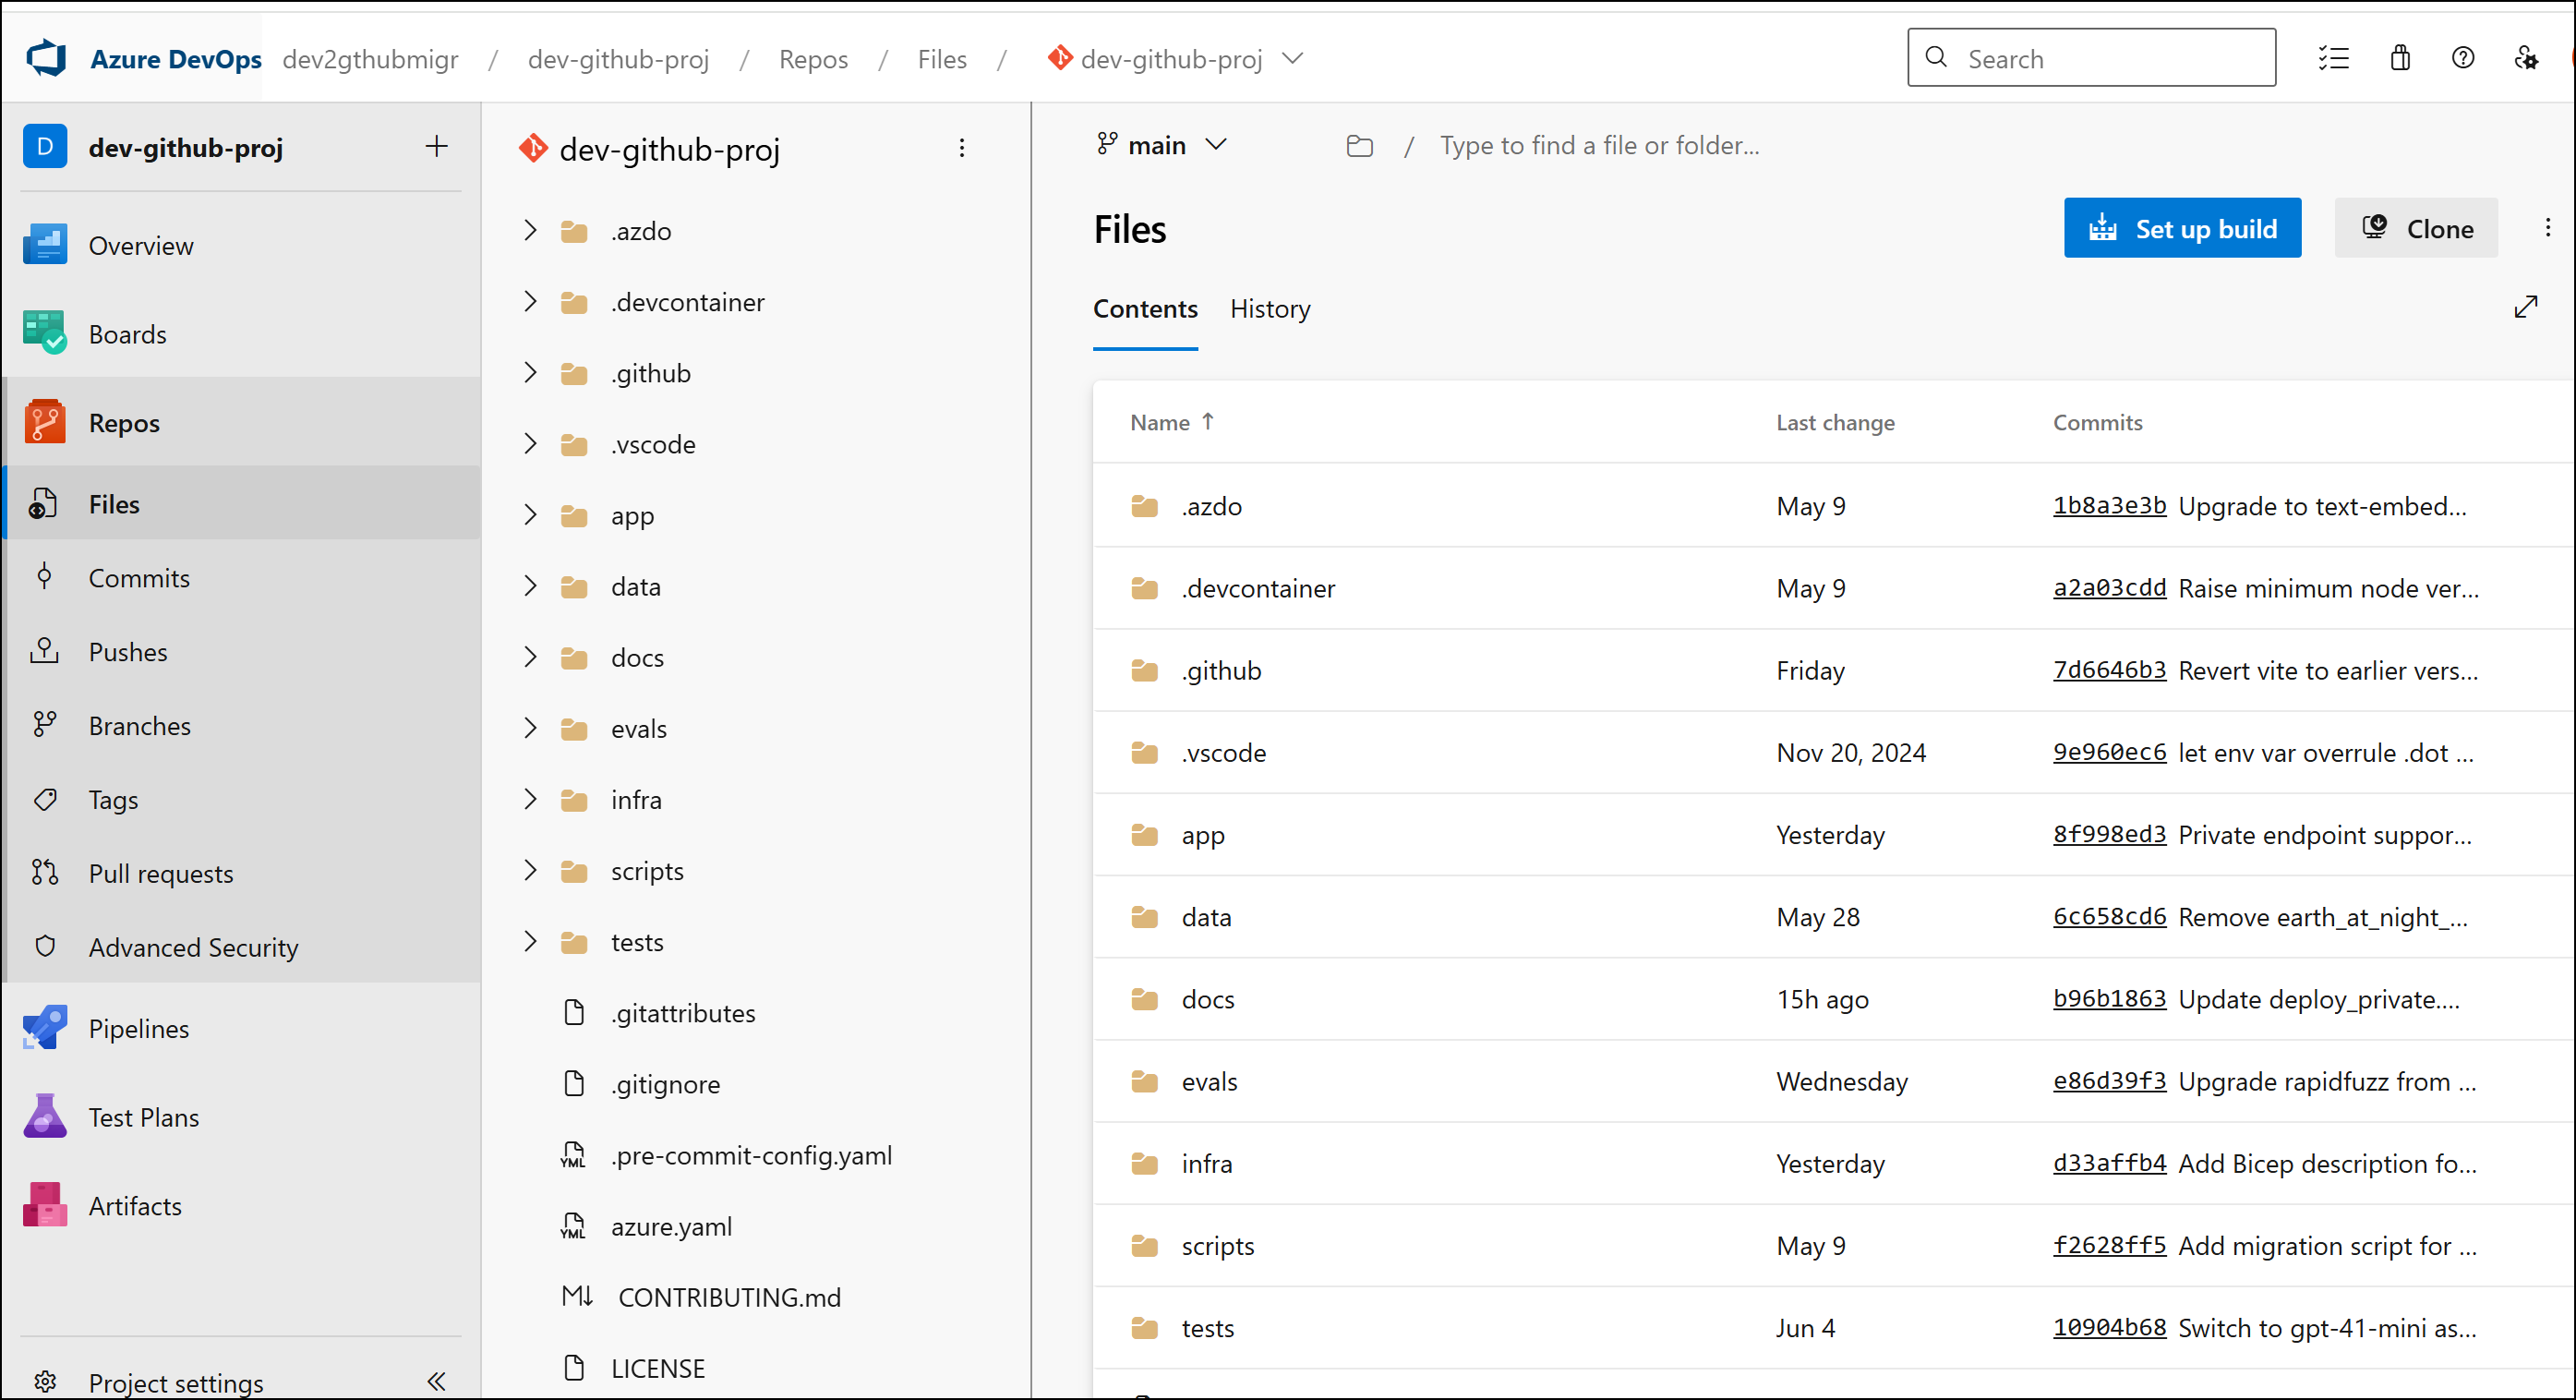 Azure DevOps dev2gthubmigr / dev-github-proj / Repos / Files / dev-github-proj Search
D dev-github-proj
Overview
Boards
Repos
Files
Commits
Pushes
Branches
Tags
Pull requests
Advanced Security
Pipelines
Test Plans
Artifacts
Project settings
dev-github-proj
.azdo
.devcontainer
.github
.vscode
app
data
docs
evals
infra
scripts
tests
.gitattributes
.gitignore
YML .pre-commit-config.yaml
YML azure.yaml
M↓ CONTRIBUTING.md
LICENSE
main / Type to find a file or folder...
Files Set up build Clone
Contents History
Name ↑ Last change Commits
.azdo May 9 1b8a3e3b Upgrade to text-embed...
.devcontainer May 9 a2a03cdd Raise minimum node ver...
.github Friday 7d6646b3 Revert vite to earlier vers...
.vscode Nov 20, 2024 9e960ec6 let env var overrule .dot ...
app Yesterday 8f998ed3 Private endpoint suppor...
data May 28 6c658cd6 Remove earth_at_night_...
docs 15h ago b96b1863 Update deploy_private....
evals Wednesday e86d39f3 Upgrade rapidfuzz from ...
infra Yesterday d33affb4 Add Bicep description fo...
scripts May 9 f2628ff5 Add migration script for ...
tests Jun 4 10904b68 Switch to gpt-41-mini as...